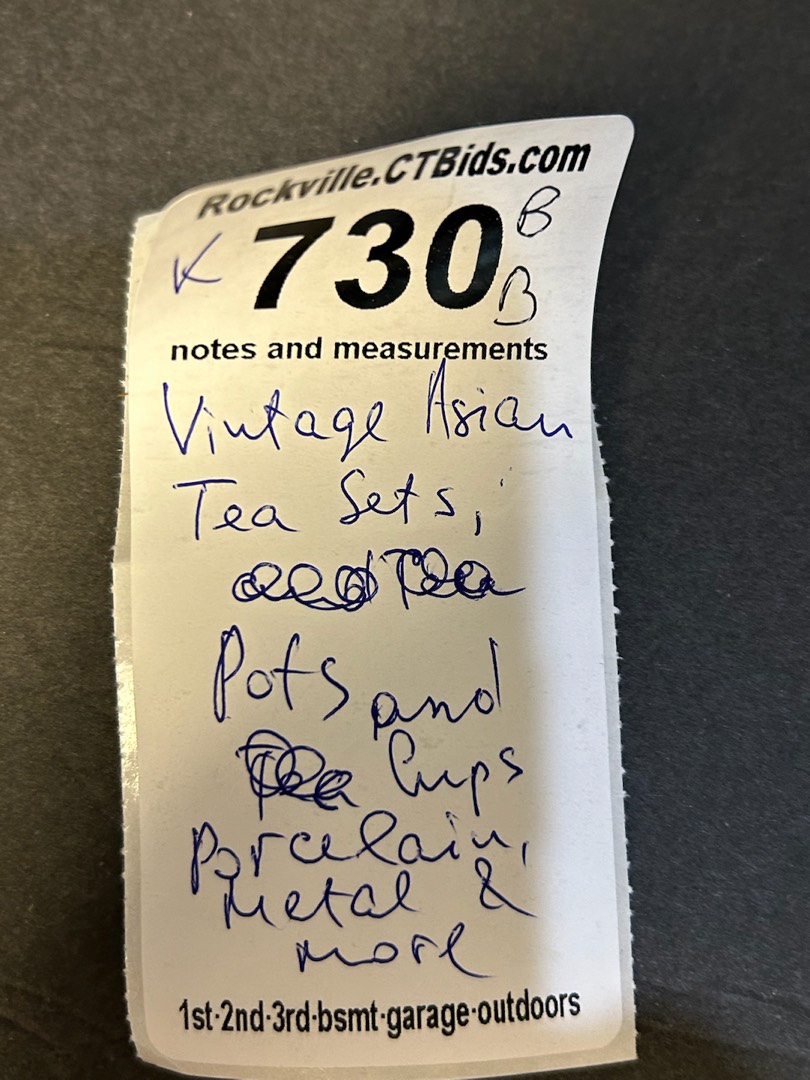 Rockville.CTBids.com
K 730 B
B
notes and measurements
Vintage Asian
Tea Sets,
Pots and
Cups
Porcelain,
Metal &
more
1st·2nd·3rd·bsmt·garage·outdoors